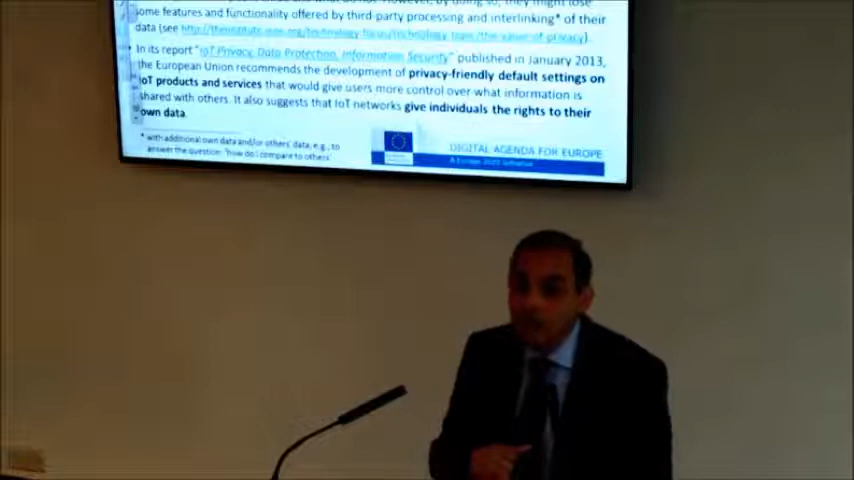 some features and functionality offered by third-party processing and interlinking* of their
data (see http://theinstitute.ieee.org/technology-focus/technology-topic/the-value-of-privacy).
• In its report "IoT Privacy, Data Protection, Information Security" published in January 2013,
the European Union recommends the development of privacy-friendly default settings on
IoT products and services that would give users more control over what information is
shared with others. It also suggests that IoT networks give individuals the rights to their
own data.
* with additional own data and/or others' data, e.g., to
answer the question: 'how do I compare to others'
DIGITAL AGENDA FOR EUROPE
A Europe 2020 Initiative